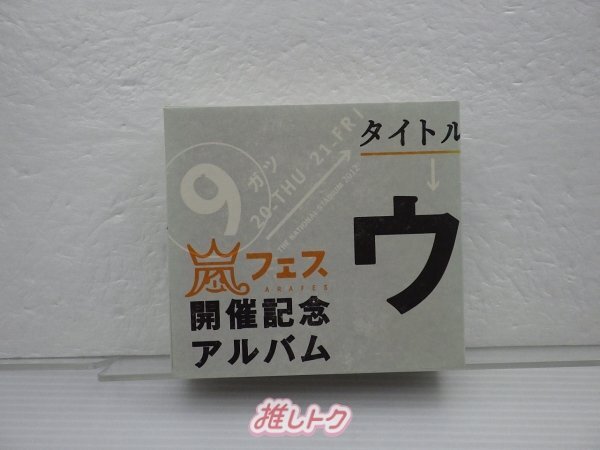 9
ガツ
20.THU 21.FRI
THE NATIONAL STADIUM 2012
タイトル
↓
ウ
嵐フェス
ARAFES
開催記念
アルバム
推しトク